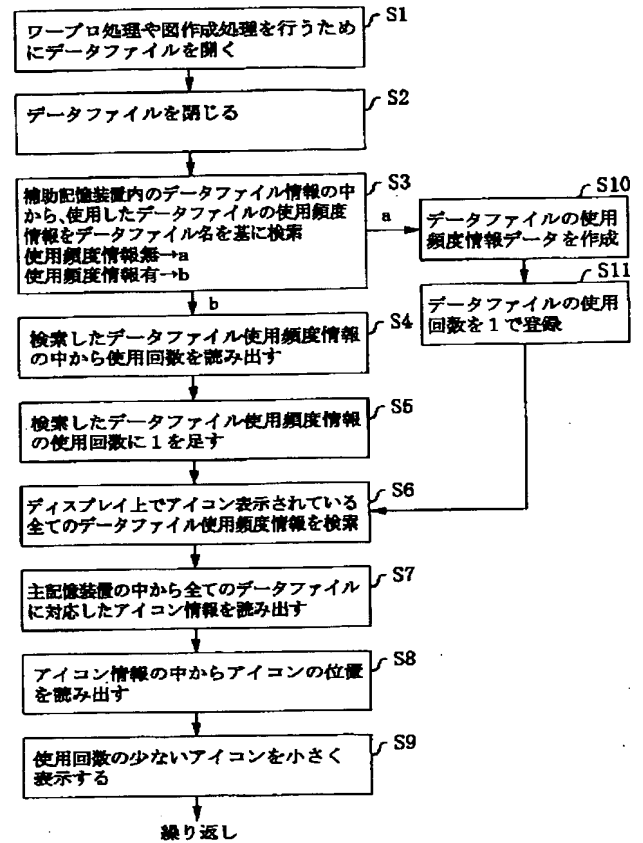 S1
ワープロ処理や図作成処理を行うため
にデータファイルを開く
S2
データファイルを閉じる
S3
補助記憶装置内のデータファイル情報の中
から、使用したデータファイルの使用頻度
情報をデータファイル名を基に検索
使用頻度情報無→a
使用頻度情報有→b
a
S10
データファイルの使用
頻度情報データを作成
S11
データファイルの使用
回数を1で登録
b
S4
検索したデータファイル使用頻度情報
の中から使用回数を読み出す
S5
検索したデータファイル使用頻度情報
の使用回数に1を足す
S6
ディスプレイ上でアイコン表示されている
全てのデータファイル使用頻度情報を検索
S7
主記憶装置の中から全てのデータファイル
に対応したアイコン情報を読み出す
S8
アイコン情報の中からアイコンの位置
を読み出す
S9
使用回数の少ないアイコンを小さく
表示する
繰り返し